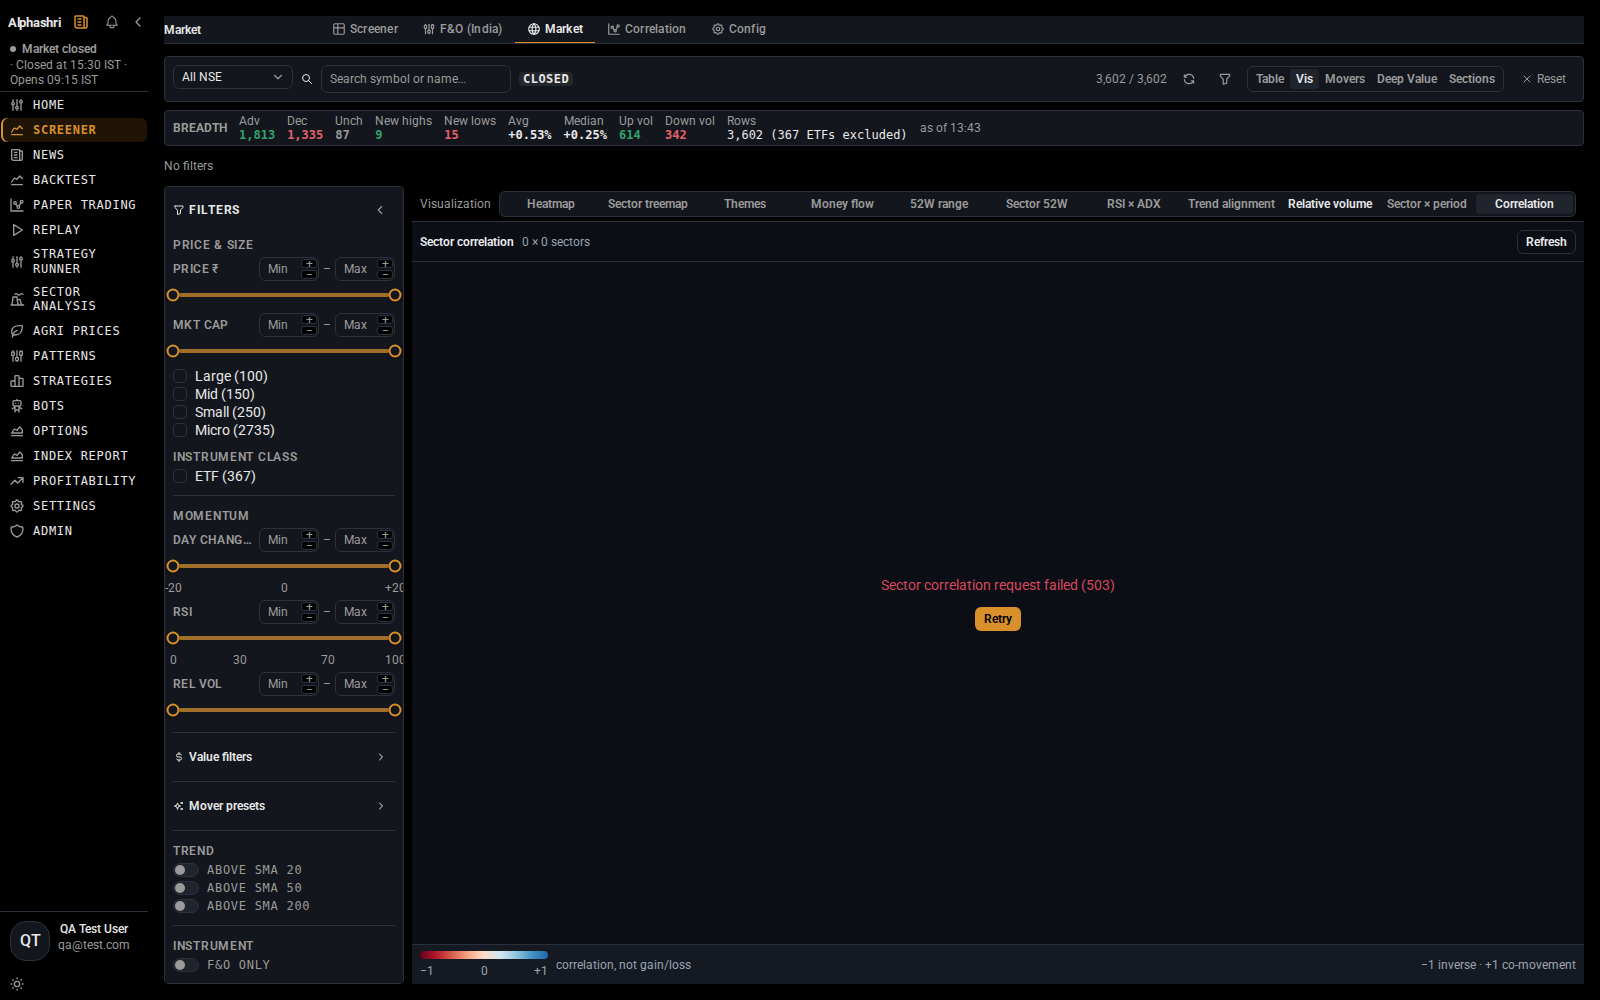 Alphashri
Market closed
· Closed at 15:30 IST ·
Opens 09:15 IST
HOME
SCREENER
NEWS
BACKTEST
PAPER TRADING
REPLAY
STRATEGY
RUNNER
SECTOR
ANALYSIS
AGRI PRICES
PATTERNS
STRATEGIES
BOTS
OPTIONS
INDEX REPORT
PROFITABILITY
SETTINGS
ADMIN
QT
QA Test User
qa@test.com
Market
Screener F&O (India) Market Correlation Config
All NSE Search symbol or name... CLOSED 3,602 / 3,602 Table Vis Movers Deep Value Sections Reset
BREADTH
Adv Dec Unch New highs New lows Avg Median Up vol Down vol Rows
1,813 1,335 87 9 15 +0.53% +0.25% 614 342 3,602 (367 ETFs excluded)
as of 13:43
No filters
FILTERS
PRICE & SIZE
PRICE ₹ Min + − – Max + −
MKT CAP Min + − – Max + −
Large (100)
Mid (150)
Small (250)
Micro (2735)
INSTRUMENT CLASS
ETF (367)
MOMENTUM
DAY CHANG... Min + − – Max + −
-20 0 +20
RSI Min + − – Max + −
0 30 70 100
REL VOL Min + − – Max + −
Value filters
Mover presets
TREND
ABOVE SMA 20
ABOVE SMA 50
ABOVE SMA 200
INSTRUMENT
F&O ONLY
Visualization Heatmap Sector treemap Themes Money flow 52W range Sector 52W RSI × ADX Trend alignment Relative volume Sector × period Correlation
Sector correlation 0 × 0 sectors Refresh
Sector correlation request failed (503)
Retry
−1 0 +1 correlation, not gain/loss −1 inverse · +1 co-movement